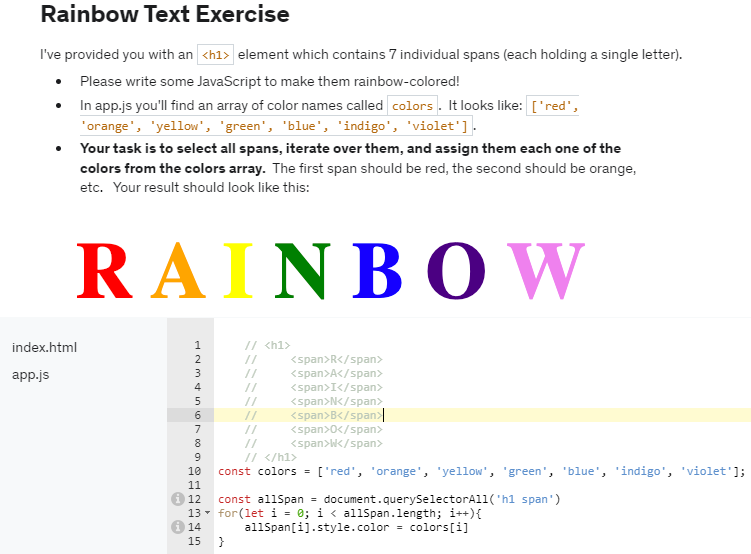 Rainbow Text Exercise
I've provided you with an <h1> element which contains 7 individual spans (each holding a single letter).
• Please write some JavaScript to make them rainbow-colored!
• In app.js you'll find an array of color names called colors. It looks like: ['red',
'orange', 'yellow', 'green', 'blue', 'indigo', 'violet'].
• Your task is to select all spans, iterate over them, and assign them each one of the
colors from the colors array. The first span should be red, the second should be orange,
etc. Your result should look like this:
R A I N B O W
index.html
app.js
1 // <h1>
2 // <span>R</span>
3 // <span>A</span>
4 // <span>I</span>
5 // <span>N</span>
6 // <span>B</span>
7 // <span>O</span>
8 // <span>W</span>
9 // </h1>
10 const colors = ['red', 'orange', 'yellow', 'green', 'blue', 'indigo', 'violet'];
11
12 const allSpan = document.querySelectorAll('h1 span')
13 for(let i = 0; i < allSpan.length; i++){
14 allSpan[i].style.color = colors[i]
15 }